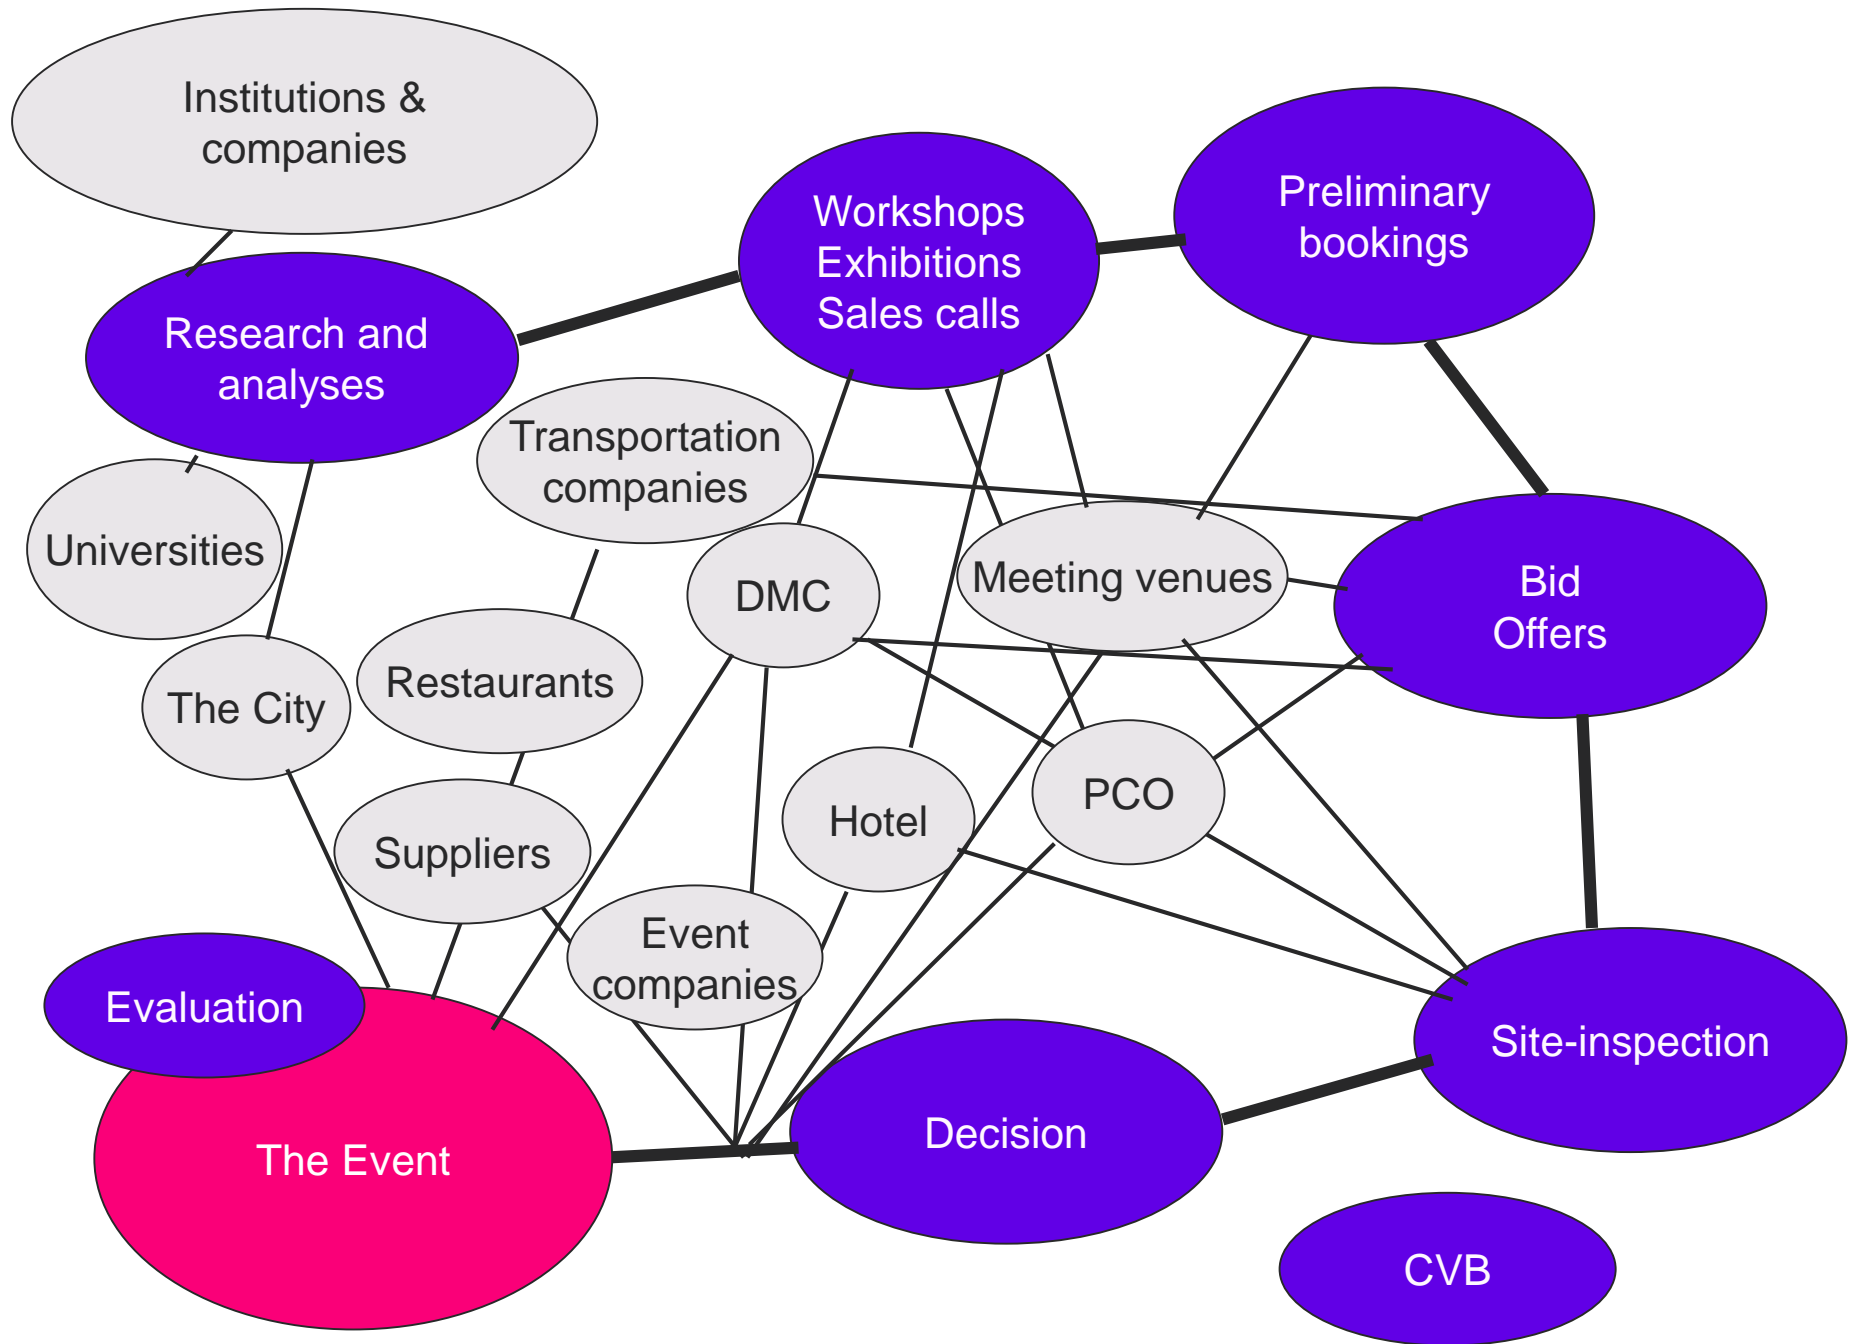 Institutions &
companies
Workshops
Exhibitions
Sales calls
Preliminary
bookings
Research and
analyses
Transportation
companies
Universities
DMC
Meeting venues
Bid
Offers
The City
Restaurants
Hotel
PCO
Suppliers
Event
companies
Evaluation
Site-inspection
The Event
Decision
CVB